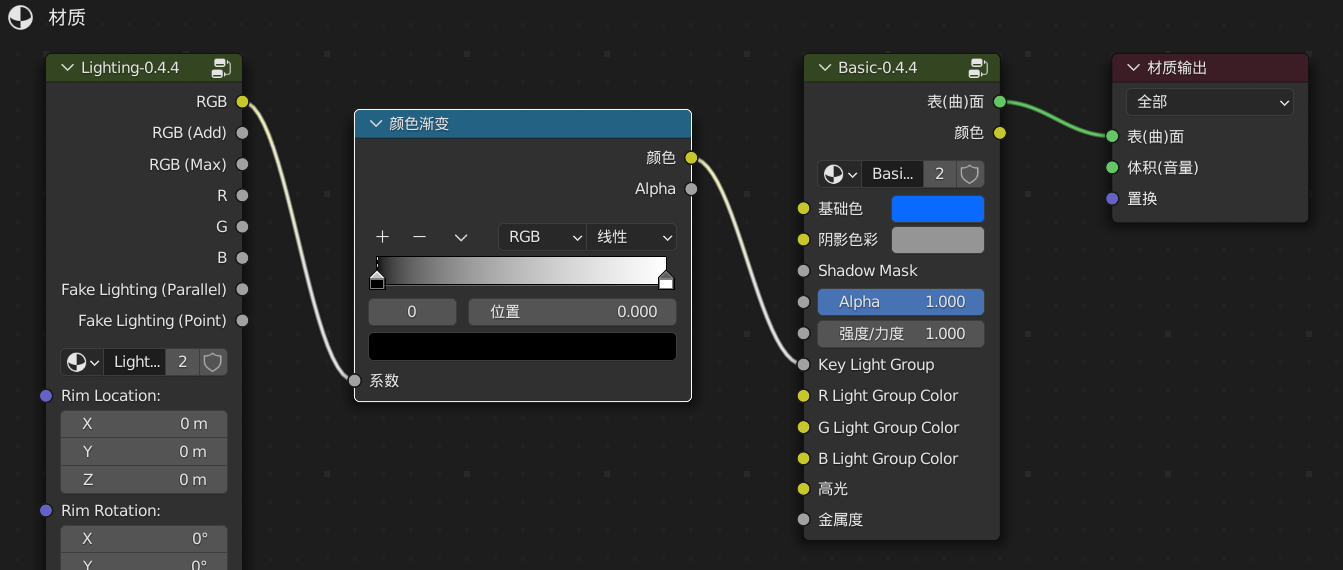 材质
Lighting-0.4.4
RGB
RGB (Add)
RGB (Max)
R
G
B
Fake Lighting (Parallel)
Fake Lighting (Point)
Light... 2
Rim Location:
X 0 m
Y 0 m
Z 0 m
Rim Rotation:
X 0°
Y 0°
颜色渐变
颜色
Alpha
RGB 线性
0 位置 0.000
系数
Basic-0.4.4
表(曲)面
颜色
Basi... 2
基础色
阴影色彩
Shadow Mask
Alpha 1.000
强度/力度 1.000
Key Light Group
R Light Group Color
G Light Group Color
B Light Group Color
高光
金属度
材质输出
全部
表(曲)面
体积(音量)
置换